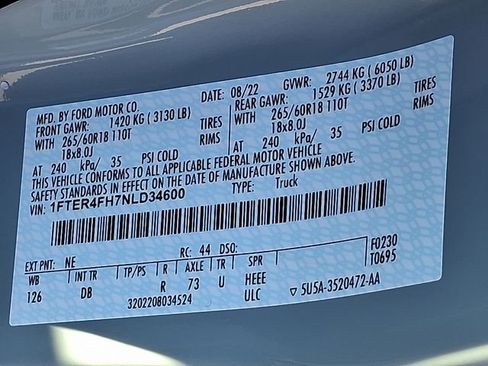 MFD. BY FORD MOTOR CO. DATE: 08/22 GVWR: 2744 KG ( 6050 LB)
FRONT GAWR: 1420 KG ( 3130 LB) REAR GAWR: 1529 KG ( 3370 LB)
WITH 265/60R18 110T TIRES WITH 265/60R18 110T TIRES
18x8.0J RIMS 18x8.0J RIMS
AT 240 kPa/ 35 PSI COLD AT 240 kPa/ 35 PSI COLD
THIS VEHICLE CONFORMS TO ALL APPLICABLE FEDERAL MOTOR VEHICLE
SAFETY STANDARDS IN EFFECT ON THE DATE OF MANUFACTURE SHOWN ABOVE.
VIN: 1FTER4FH7NLD34600 TYPE: Truck
EXT PNT: NE RC: 44 DSO: F0230
WB INT TR TP/PS R AXLE TR SPR T0695
126 DB R 73 U HEEE
3202208034524 ULC 5U5A-3520472-AA